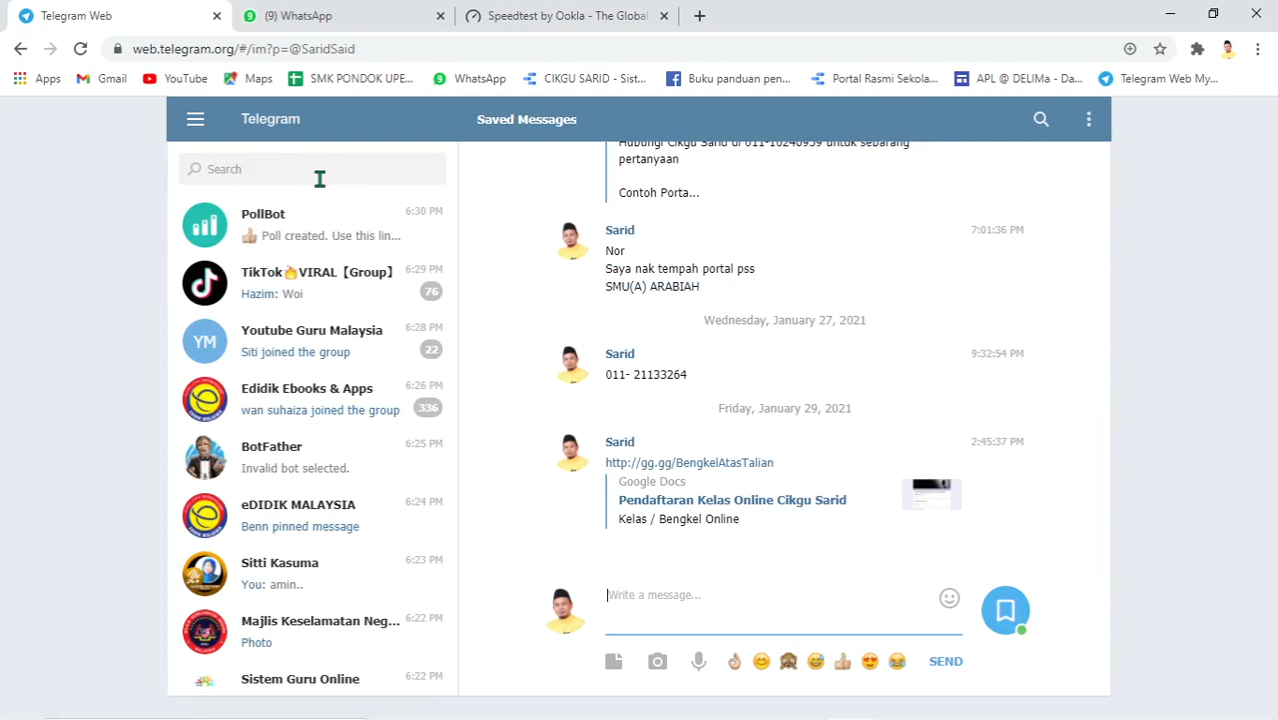 Telegram Web
(9) WhatsApp
Speedtest by Ookla - The Global
web.telegram.org/#/im?p=@SaridSaid
Apps
Gmail
YouTube
Maps
SMK PONDOK UPE...
WhatsApp
CIKGU SARID - Sist...
Buku panduan pen...
Portal Rasmi Sekola...
APL @ DELIMa - Da...
Telegram Web My...
Telegram
Saved Messages
Search
PollBot
6:30 PM
👍🏼 Poll created. Use this lin...
TikTok🔥VIRAL【Group】
6:29 PM
Hazim: Woi
76
YM
Youtube Guru Malaysia
6:28 PM
Siti joined the group
22
Edidik Ebooks & Apps
6:26 PM
wan suhaiza joined the group
336
BotFather
6:25 PM
Invalid bot selected.
eDIDIK MALAYSIA
6:24 PM
Benn pinned message
Sitti Kasuma
6:23 PM
You: amin..
Majlis Keselamatan Neg...
6:22 PM
Photo
Sistem Guru Online
6:22 PM
Hubungi Cikgu Sarid di 011-10246959 untuk sebarang
pertanyaan
Contoh Porta...
Sarid
7:01:36 PM
Nor
Saya nak tempah portal pss
SMU(A) ARABIAH
Wednesday, January 27, 2021
Sarid
9:32:54 PM
011- 21133264
Friday, January 29, 2021
Sarid
2:45:37 PM
http://gg.gg/BengkelAtasTalian
Google Docs
Pendaftaran Kelas Online Cikgu Sarid
Kelas / Bengkel Online
Write a message...
SEND